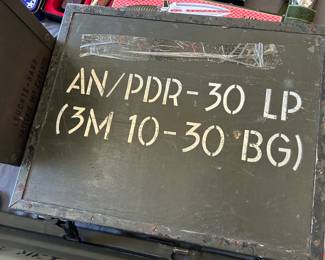 AN/PDR-30 LP
(3M 10-30 BG)